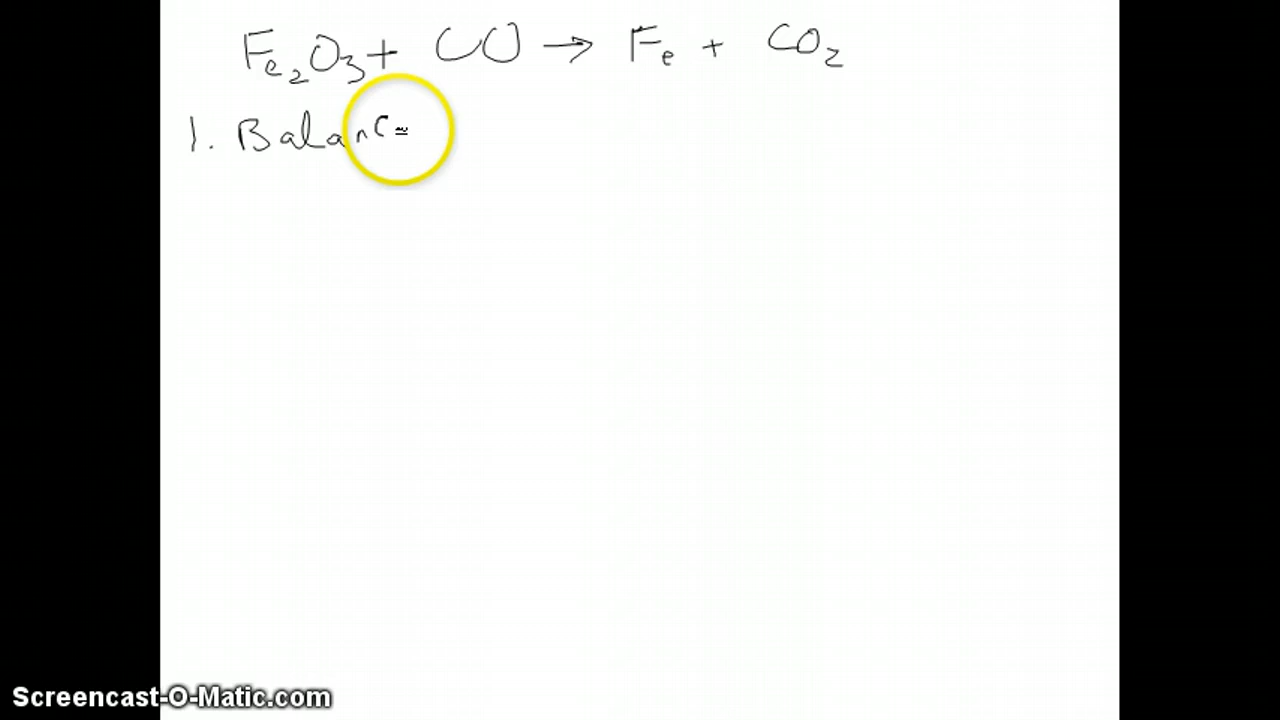 Fe₂O₃ + CO → Fe + CO₂
1. Balance
Screencast-O-Matic.com